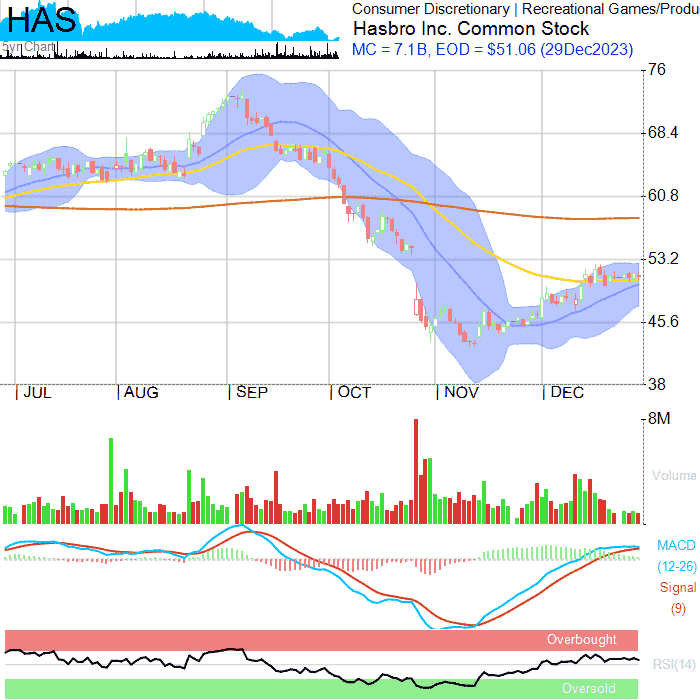 HAS
5yr Chart
Consumer Discretionary | Recreational Games/Produ
Hasbro Inc. Common Stock
MC = 7.1B, EOD = $51.06 (29Dec2023)
76
68.4
60.8
53.2
45.6
38
JUL AUG SEP OCT NOV DEC
8M
Volume
MACD
(12-26)
Signal
(9)
Overbought
RSI(14)
Oversold